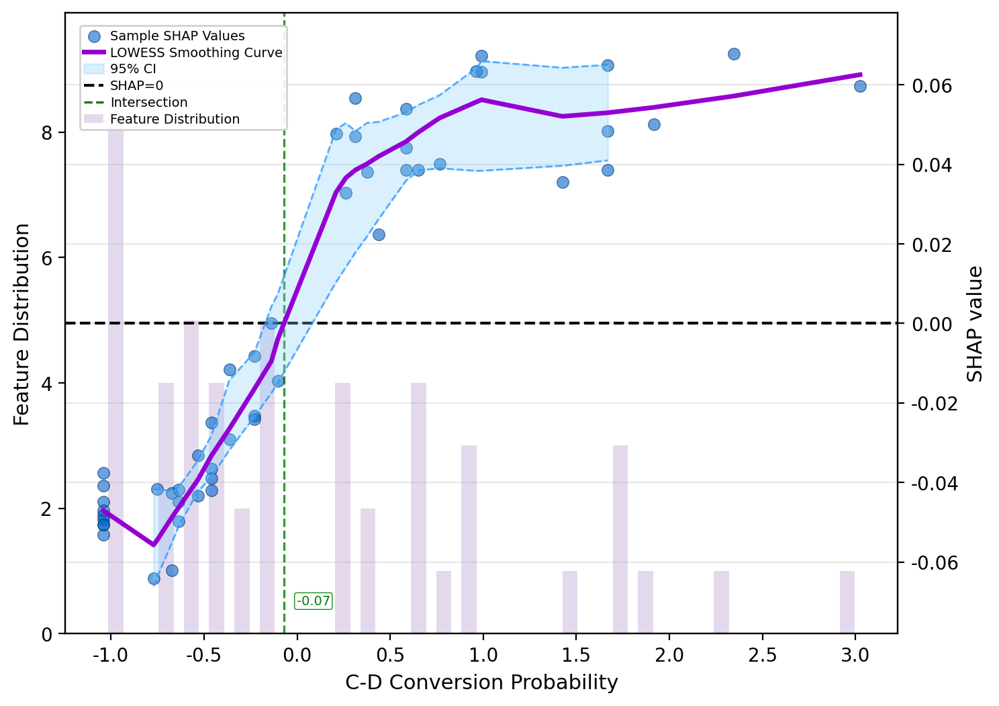 Sample SHAP Values
LOWESS Smoothing Curve
95% CI
SHAP=0
Intersection
Feature Distribution
Feature Distribution
8
6
4
2
0
0.06
0.04
0.02
0.00
-0.02
-0.04
-0.06
SHAP value
-0.07
-1.0 -0.5 0.0 0.5 1.0 1.5 2.0 2.5 3.0
C-D Conversion Probability